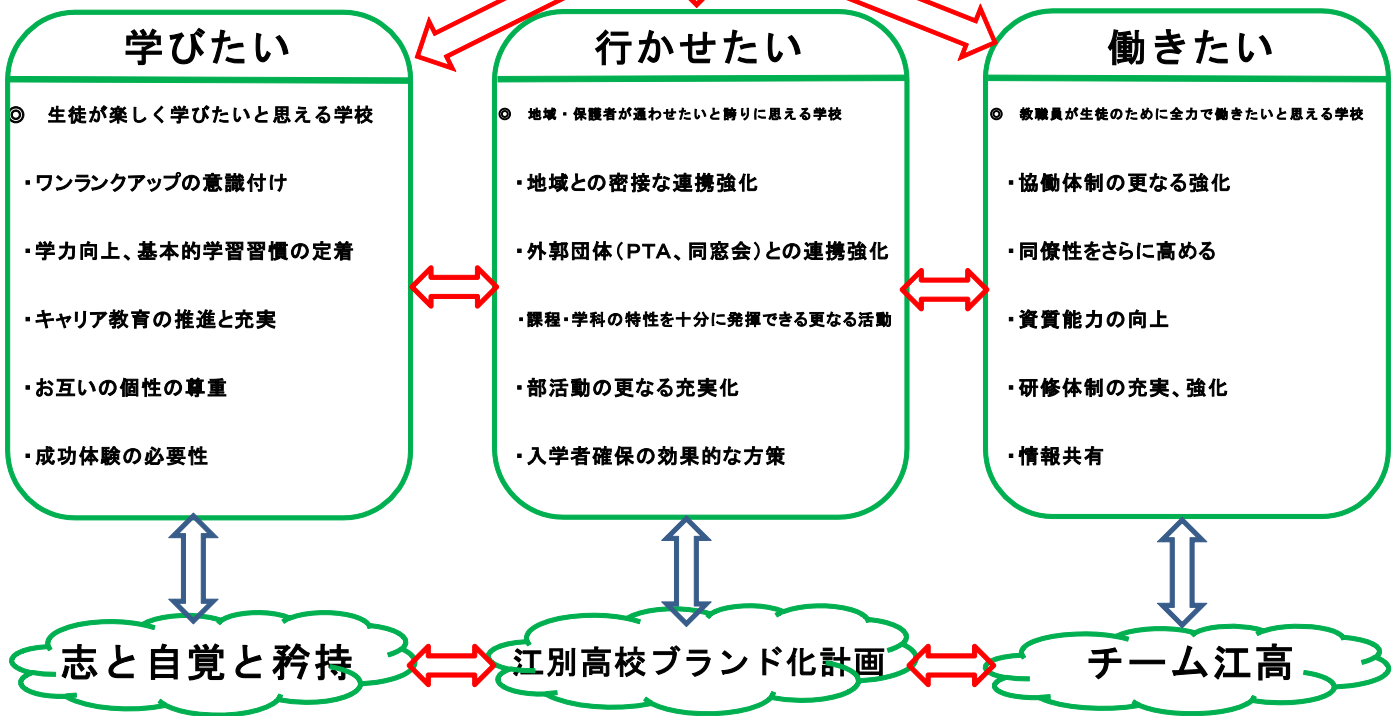 学びたい
◎ 生徒が楽しく学びたいと思える学校
・ワンランクアップの意識付け
・学力向上、基本的学習習慣の定着
・キャリア教育の推進と充実
・お互いの個性の尊重
・成功体験の必要性
行かせたい
◎ 地域・保護者が通わせたいと誇りに思える学校
・地域との密接な連携強化
・外郭団体(PTA、同窓会)との連携強化
・課程・学科の特性を十分に発揮できる更なる活動
・部活動の更なる充実化
・入学者確保の効果的な方策
働きたい
◎ 教職員が生徒のために全力で働きたいと思える学校
・協働体制の更なる強化
・同僚性をさらに高める
・資質能力の向上
・研修体制の充実、強化
・情報共有
志と自覚と矜持
江別高校ブランド化計画
チーム江高